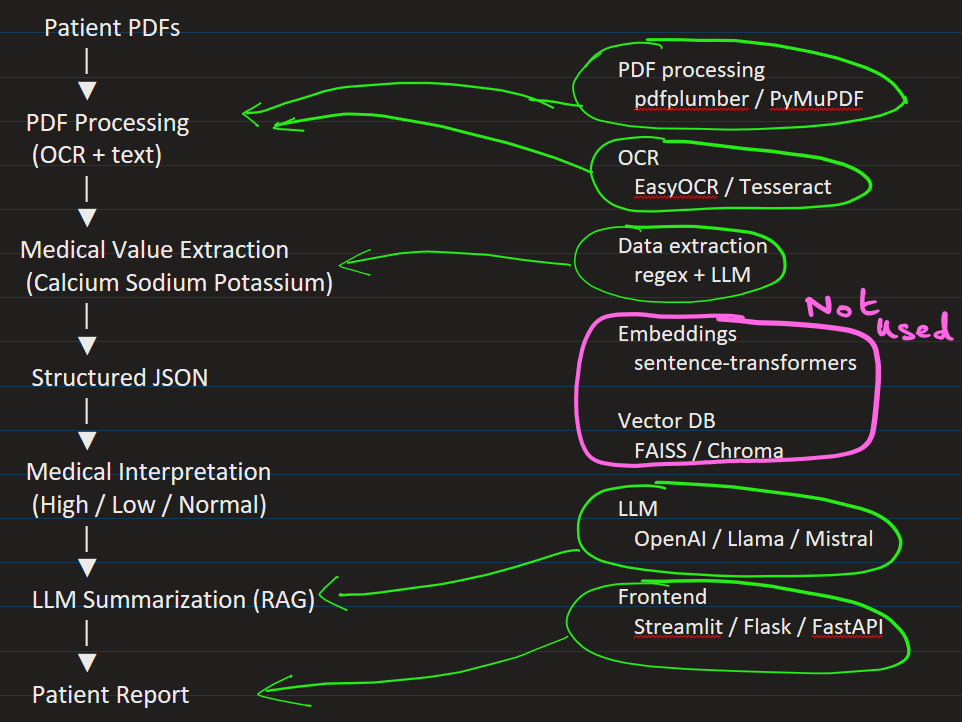 Patient PDFs
PDF Processing
(OCR + text)
Medical Value Extraction
(Calcium Sodium Potassium)
Structured JSON
Medical Interpretation
(High / Low / Normal)
LLM Summarization (RAG)
Patient Report
PDF processing
pdfplumber / PyMuPDF
OCR
EasyOCR / Tesseract
Data extraction
regex + LLM
Not
used
Embeddings
sentence-transformers
Vector DB
FAISS / Chroma
LLM
OpenAI / Llama / Mistral
Frontend
Streamlit / Flask / FastAPI